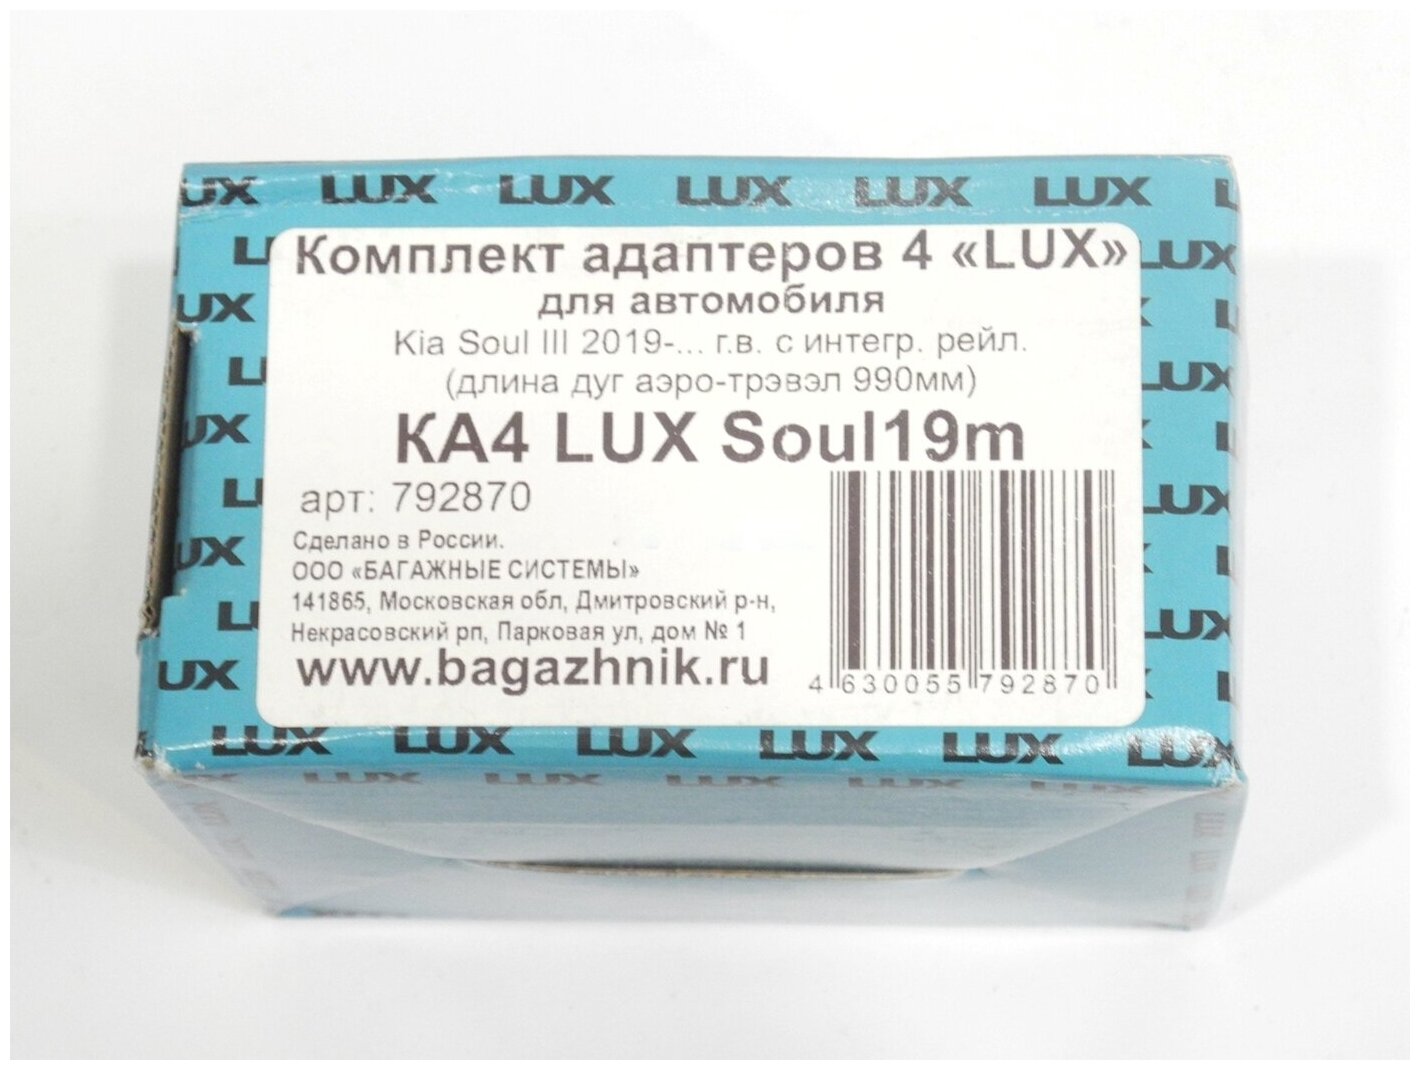 UX LUX LUX LUX LUX LUX L
Комплект адаптеров 4 «LUX»
для автомобиля
Kia Soul III 2019-... г.в. с интегр. рейл.
(длина дуг аэро-трэвэл 990мм)
КА4 LUX Soul19m
арт: 792870
Сделано в России.
ООО «БАГАЖНЫЕ СИСТЕМЫ»
141865, Московская обл, Дмитровский р-н,
Некрасовский рп, Парковая ул, дом № 1
www.bagazhnik.ru
4 630055 792870
LUX LUX LUX LUX LUX LUX